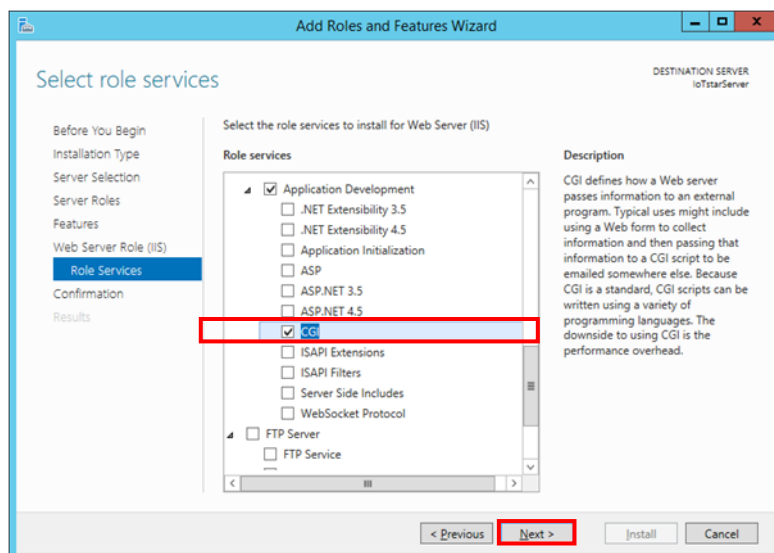 Add Roles and Features Wizard
Select role services
DESTINATION SERVER
IoTstarServer
Before You Begin
Installation Type
Server Selection
Server Roles
Features
Web Server Role (IIS)
Role Services
Confirmation
Results
Select the role services to install for Web Server (IIS)
Role services
Application Development
.NET Extensibility 3.5
.NET Extensibility 4.5
Application Initialization
ASP
ASP.NET 3.5
ASP.NET 4.5
CGI
ISAPI Extensions
ISAPI Filters
Server Side Includes
WebSocket Protocol
FTP Server
FTP Service
Description
CGI defines how a Web server
passes information to an external
program. Typical uses might include
using a Web form to collect
information and then passing that
information to a CGI script to be
emailed somewhere else. Because
CGI is a standard, CGI scripts can be
written using a variety of
programming languages. The
downside to using CGI is the
performance overhead.
< Previous
Next >
Install
Cancel